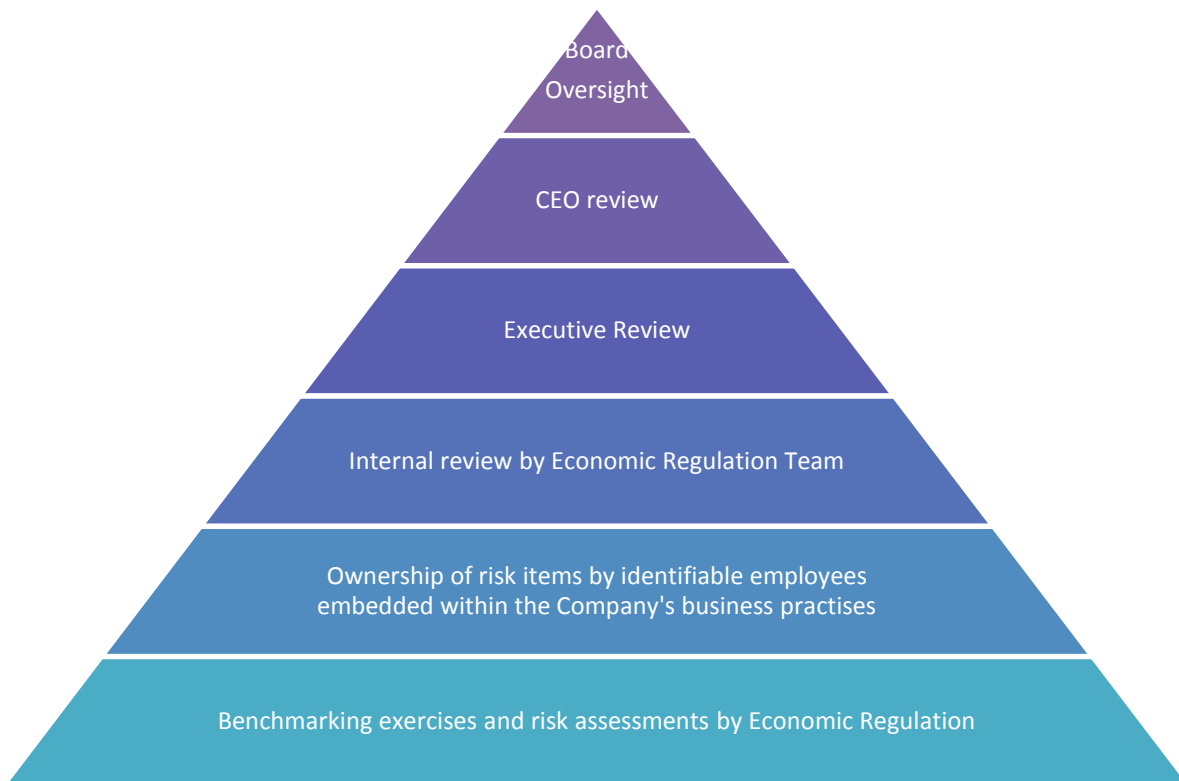 Board
Oversight
CEO review
Executive Review
Internal review by Economic Regulation Team
Ownership of risk items by identifiable employees
embedded within the Company's business practises
Benchmarking exercises and risk assessments by Economic Regulation